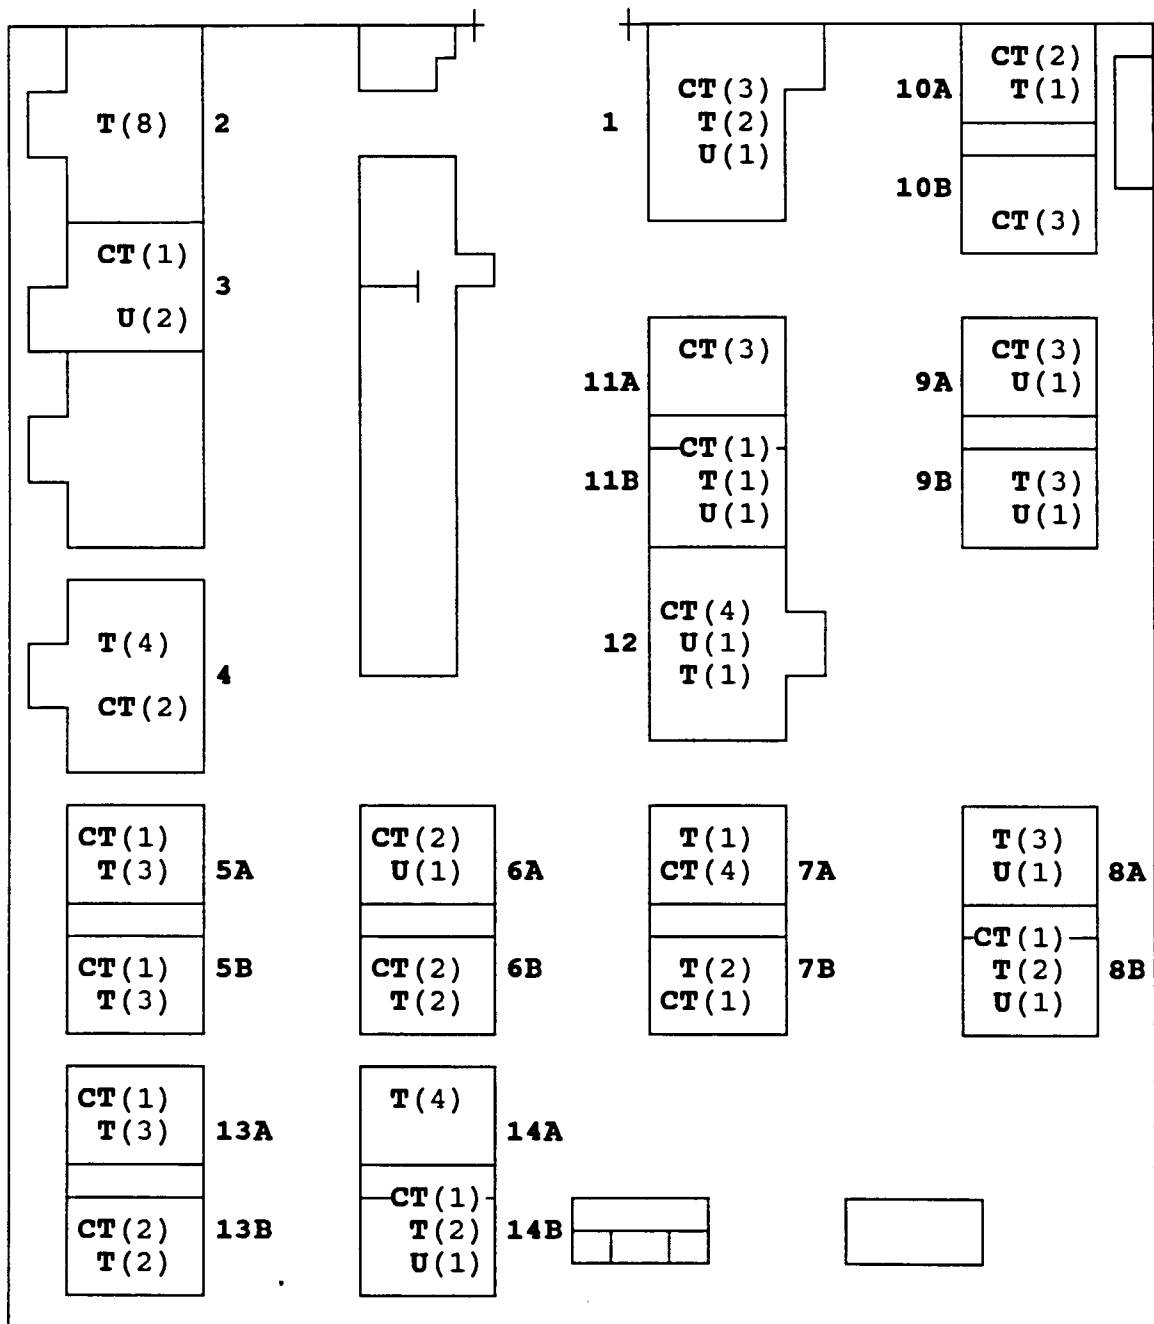 T(8) 2
CT(1)
U(2)
3
T(4)
CT(2)
4
CT(3)
T(2)
U(1)
1
CT(2)
T(1)
10A
10B
CT(3)
CT(3)
11A
CT(1)
T(1)
U(1)
11B
CT(3)
U(1)
9A
T(3)
U(1)
9B
CT(4)
U(1)
T(1)
12
CT(1)
T(3)
5A
CT(1)
T(3)
5B
CT(2)
U(1)
6A
CT(2)
T(2)
6B
T(1)
CT(4)
7A
T(2)
CT(1)
7B
T(3)
U(1)
8A
CT(1)
T(2)
U(1)
8B
CT(1)
T(3)
13A
CT(2)
T(2)
13B
T(4)
14A
CT(1)
T(2)
U(1)
14B